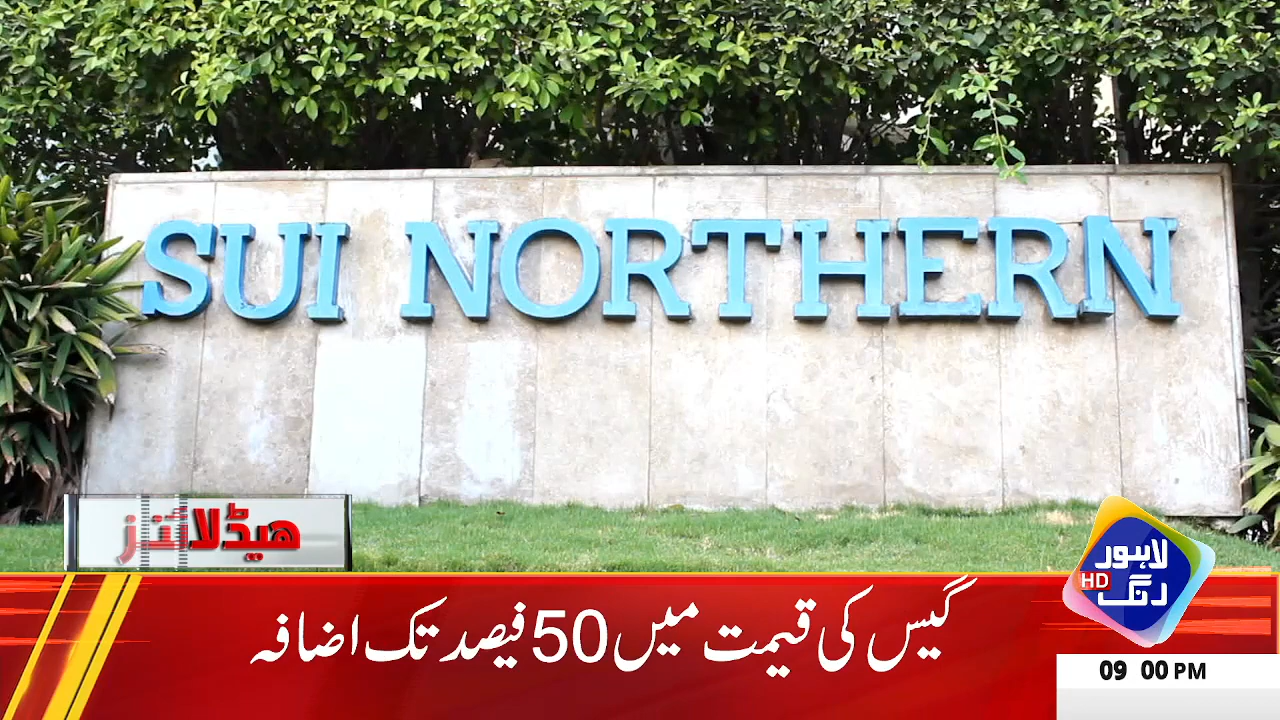 SUI NORTHERN
ہیڈلائنز
لاہور
رنگ
HD
گیس کی قیمت میں 50 فیصد تک اضافہ
09 00 PM